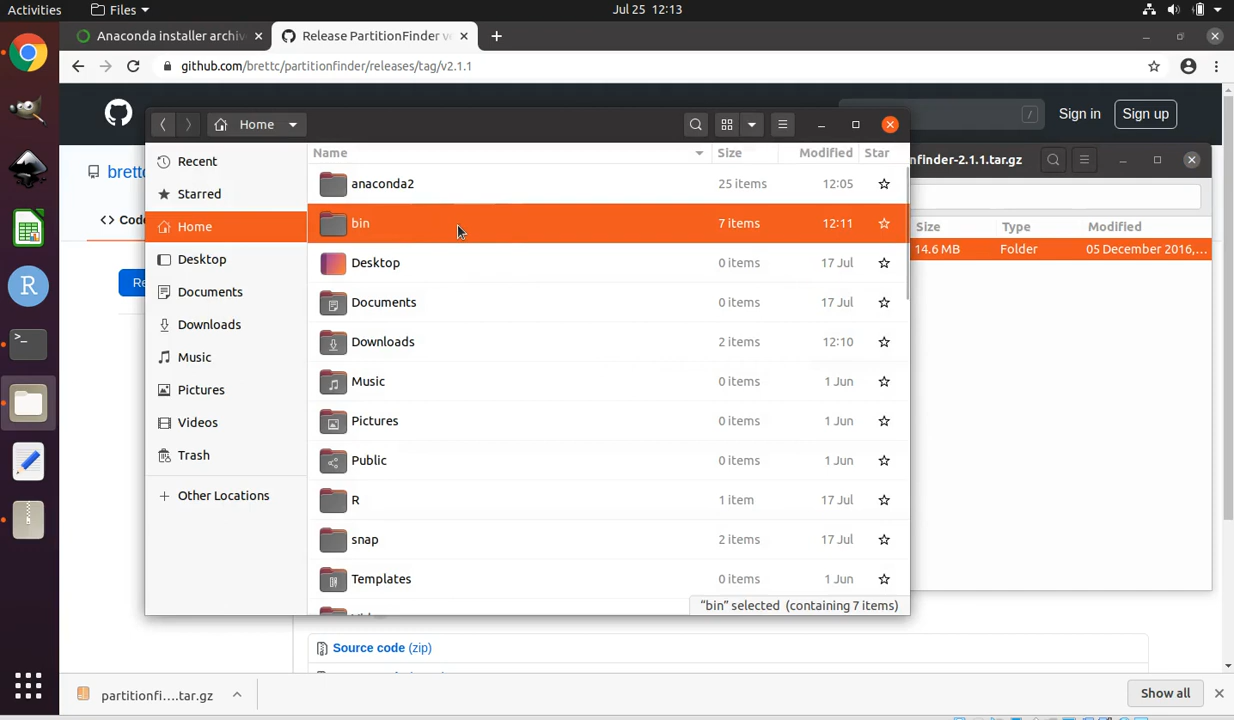 Activities Files Jul 25 12:13
Anaconda installer archiv Release PartitionFinder v
github.com/brettc/partitionfinder/releases/tag/v2.1.1
/ Sign in Sign up
Home
nfinder-2.1.1.tar.gz
brettc
<> Code
Re
Recent
Starred
Home
Desktop
Documents
Downloads
Music
Pictures
Videos
Trash
+ Other Locations
Name Size Modified Star
anaconda2 25 items 12:05
bin 7 items 12:11
Desktop 0 items 17 Jul
Documents 0 items 17 Jul
Downloads 2 items 12:10
Music 0 items 1 Jun
Pictures 0 items 1 Jun
Public 0 items 1 Jun
R 1 item 17 Jul
snap 2 items 17 Jul
Templates 0 items 1 Jun
"bin" selected (containing 7 items)
Size Type Modified
14.6 MB Folder 05 December 2016,...
Source code (zip)
partitionfi....tar.gz
Show all